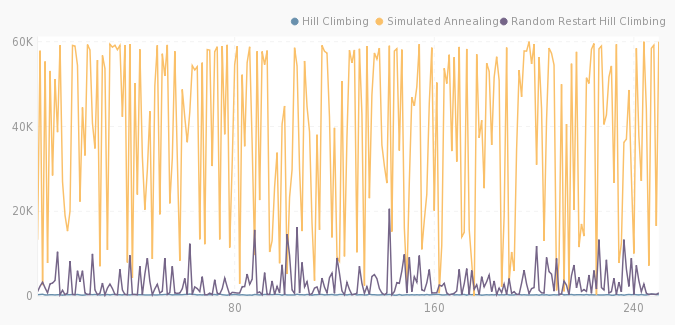 Hill Climbing Simulated Annealing Random Restart Hill Climbing
60K
40K
20K
0
80 160 240